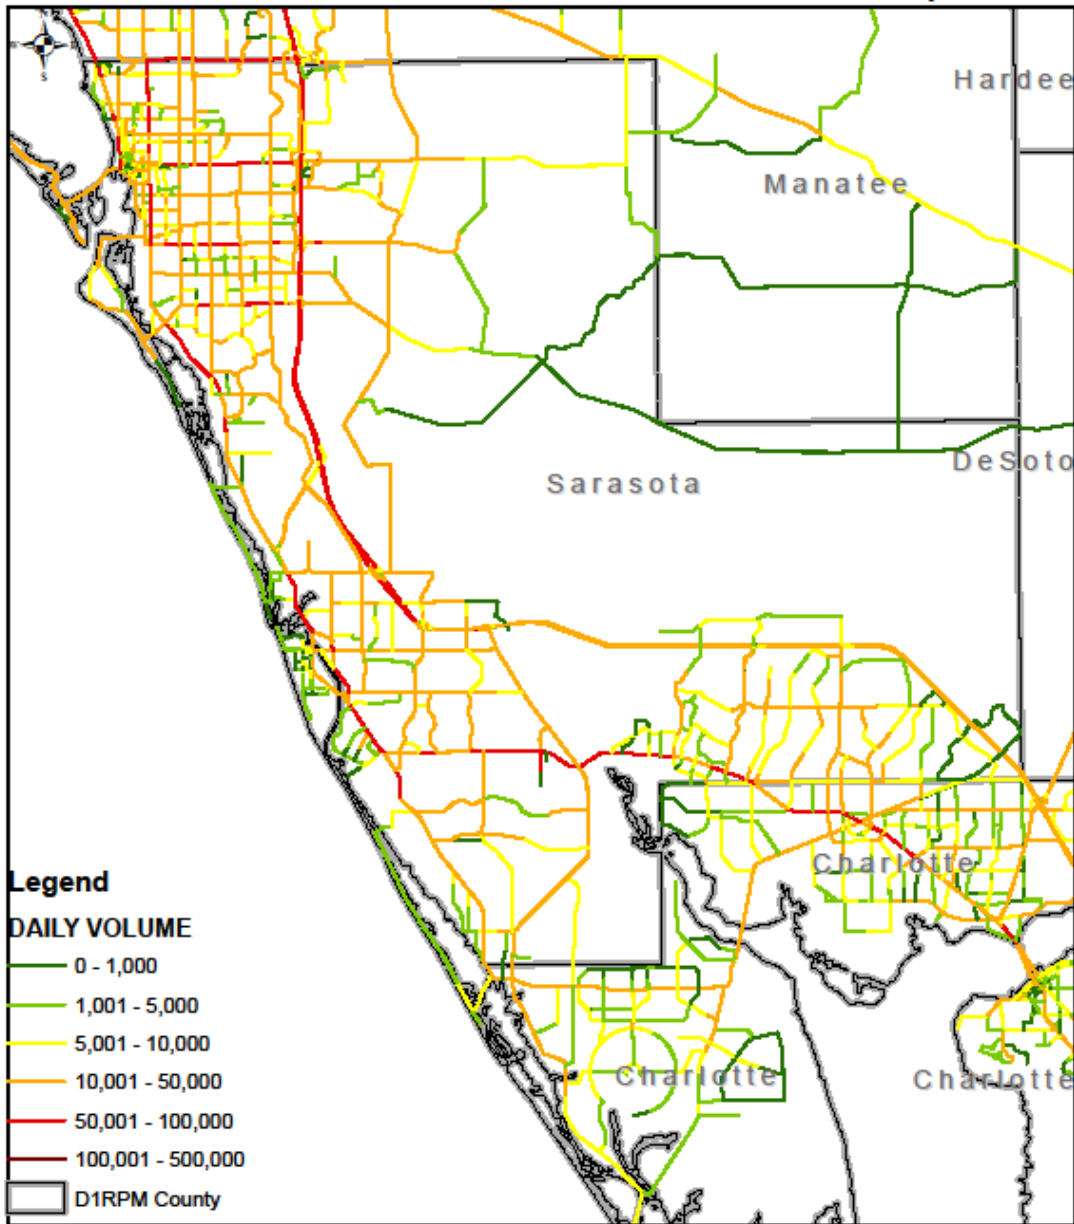 S
Hardee
Manatee
DeSoto
Sarasota
Charlotte
Charlotte
Charlotte
Legend
DAILY VOLUME
0 - 1,000
1,001 - 5,000
5,001 - 10,000
10,001 - 50,000
50,001 - 100,000
100,001 - 500,000
D1RPM County